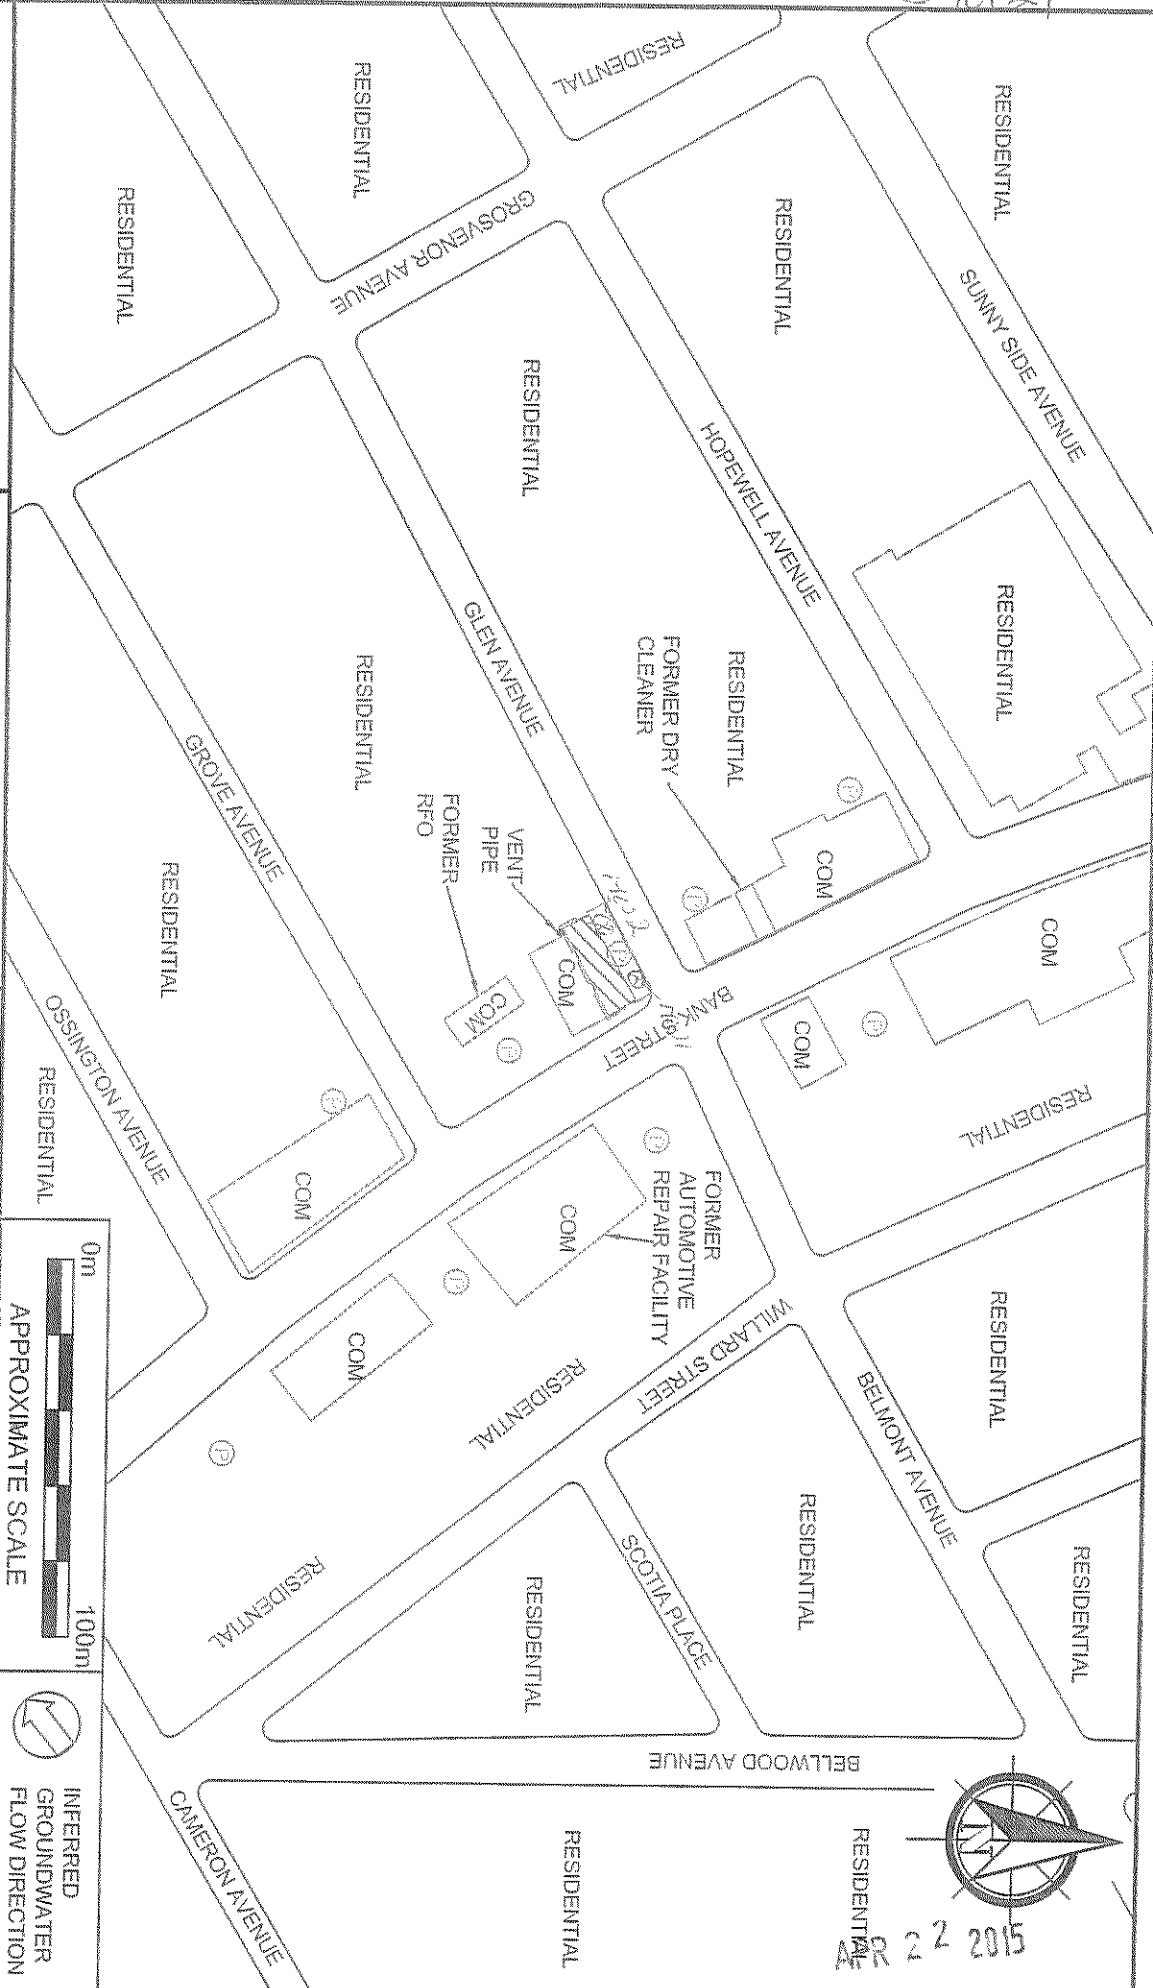 RESIDENTIAL
SUNNY SIDE AVENUE
RESIDENTIAL
COM
RESIDENTIAL
RESIDENTIAL
RESIDENTIAL
RESIDENTIAL
RESIDENTIAL
HOPEWELL AVENUE
RESIDENTIAL
FORMER DRY
CLEANER
P
COM
P
BANK STREET
COM
P
RESIDENTIAL
WILLARD STREET
BELMONT AVENUE
RESIDENTIAL
SCOTIA PLACE
BELLWOOD AVENUE
RESIDENTIAL
APR 22 2015
N
RESIDENTIAL
GROSVENOR AVENUE
RESIDENTIAL
GLEN AVENUE
VENT
PIPE
FORMER
RFO
COM
COM
P
P
FORMER
AUTOMOTIVE
REPAIR FACILITY
COM
P
RESIDENTIAL
RESIDENTIAL
RESIDENTIAL
RESIDENTIAL
RESIDENTIAL
GROVE AVENUE
RESIDENTIAL
P
COM
COM
P
RESIDENTIAL
CAMERON AVENUE
OSSINGTON AVENUE
RESIDENTIAL
0m
100m
APPROXIMATE SCALE
INFERRED
GROUNDWATER
FLOW DIRECTION